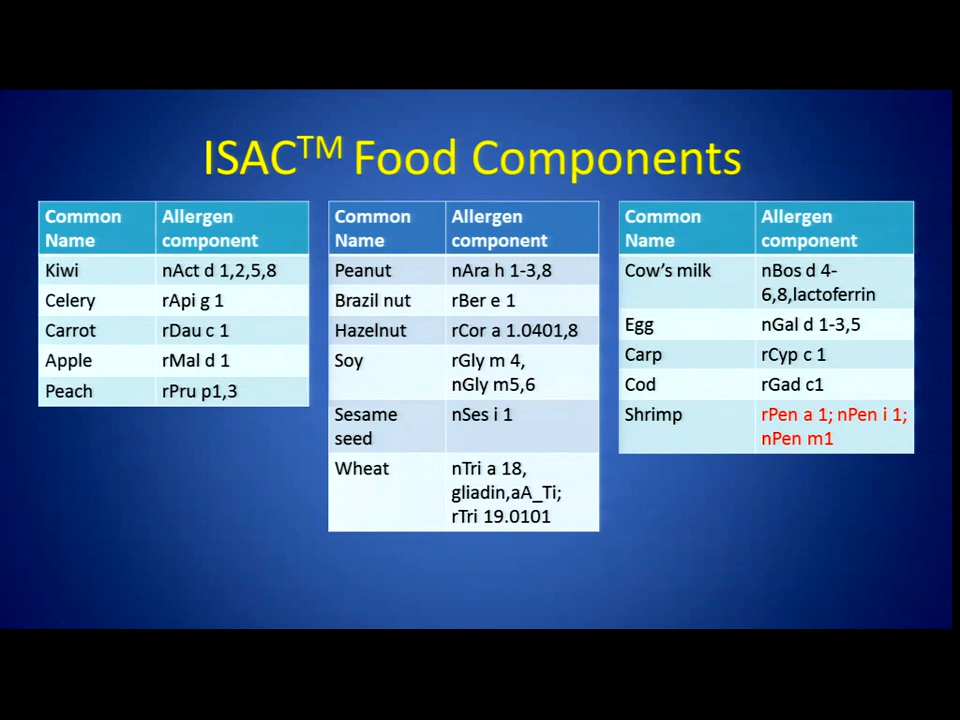 ISAC™ Food Components
Common Name
Allergen component
Kiwi
nAct d 1,2,5,8
Celery
rApi g 1
Carrot
rDau c 1
Apple
rMal d 1
Peach
rPru p1,3
Common Name
Allergen component
Peanut
nAra h 1-3,8
Brazil nut
rBer e 1
Hazelnut
rCor a 1.0401,8
Soy
rGly m 4,
nGly m5,6
Sesame
seed
nSes i 1
Wheat
nTri a 18,
gliadin,aA_Ti;
rTri 19.0101
Common Name
Allergen component
Cow's milk
nBos d 4-
6,8,lactoferrin
Egg
nGal d 1-3,5
Carp
rCyp c 1
Cod
rGad c1
Shrimp
rPen a 1; nPen i 1;
nPen m1